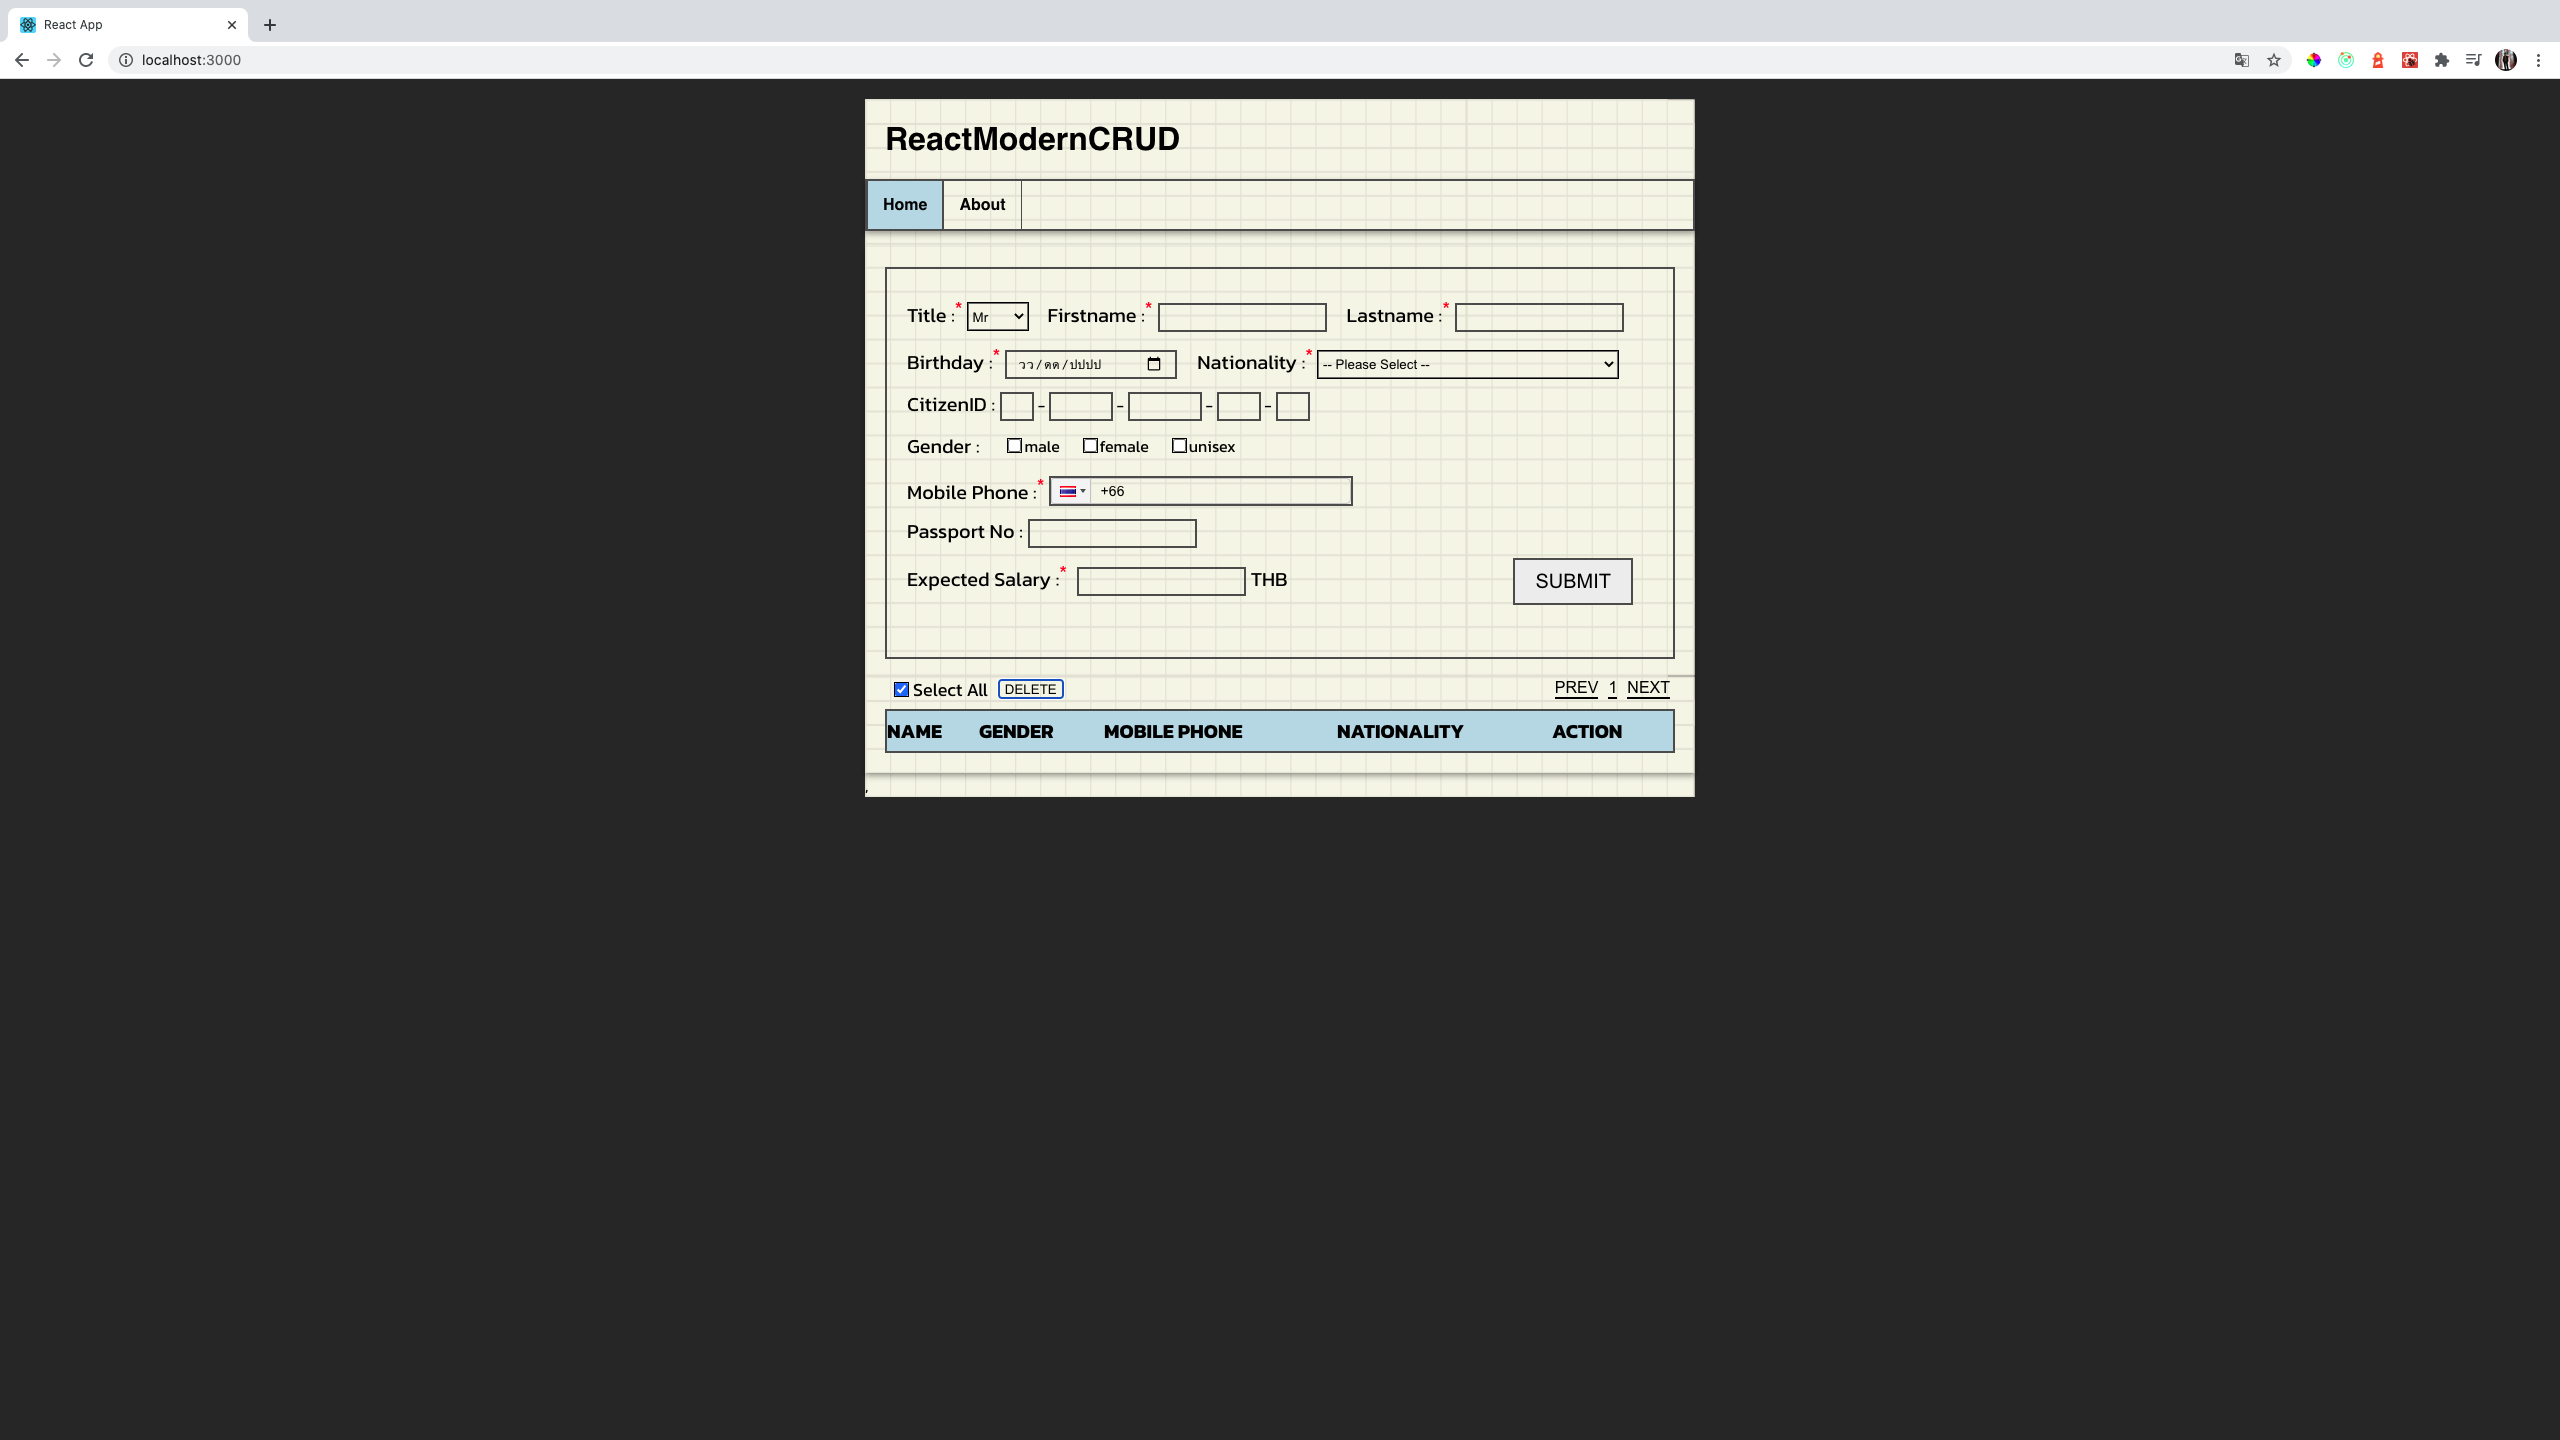 React App
localhost:3000
ReactModernCRUD
Home About
Title :* Mr Firstname :* Lastname :*
Birthday :* วว/ดด/ปปปป Nationality :* -- Please Select --
CitizenID : - - - -
Gender : male female unisex
Mobile Phone :* +66
Passport No :
Expected Salary :* THB
SUBMIT
Select All DELETE PREV 1 NEXT
NAME GENDER MOBILE PHONE NATIONALITY ACTION
,